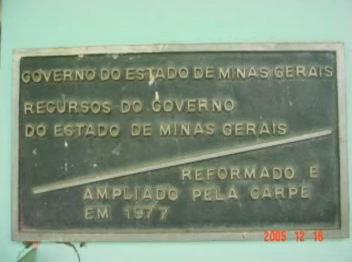 GOVERNO DO ESTADO DE MINAS GERAIS
RECURSOS DO GOVERNO
DO ESTADO DE MINAS GERAIS
REFORMADO E
AMPLIADO PELA CARPE
EM 1977
2005 12 16